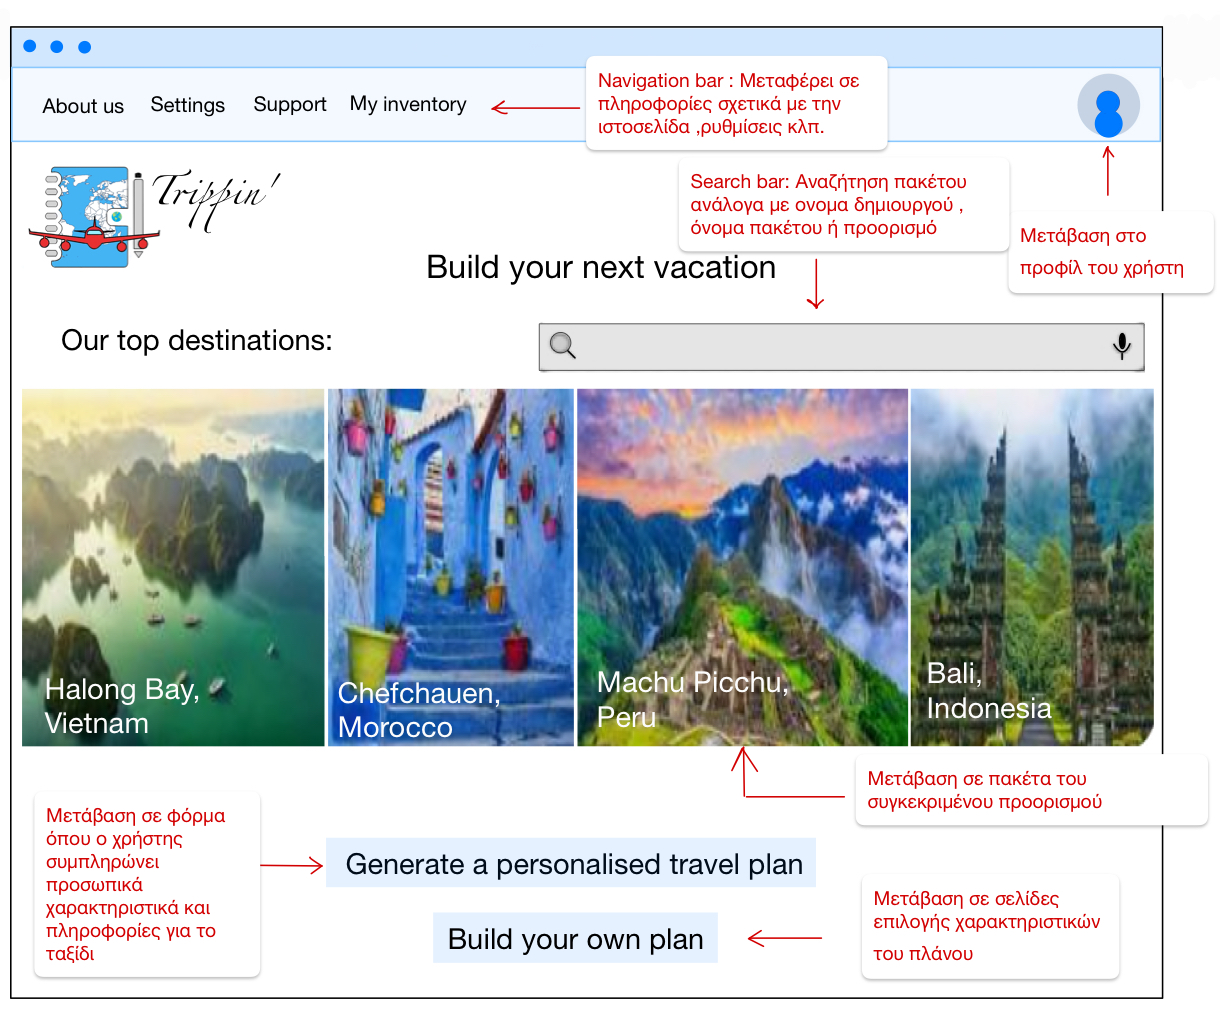 About us
Settings
Support
My inventory
Navigation bar : Μεταφέρει σε
πληροφορίες σχετικά με την
ιστοσελίδα ,ρυθμίσεις κλπ.
Trippin'
Search bar: Αναζήτηση πακέτου
ανάλογα με ονομα δημιουργού ,
όνομα πακέτου ή προορισμό
Μετάβαση στο
προφίλ του χρήστη
Build your next vacation
Our top destinations:
Halong Bay,
Vietnam
Chefchauen,
Morocco
Machu Picchu,
Peru
Bali,
Indonesia
Μετάβαση σε πακέτα του
συγκεκριμένου προορισμού
Μετάβαση σε φόρμα
όπου ο χρήστης
συμπληρώνει
προσωπικά
χαρακτηριστικά και
πληροφορίες για το
ταξίδι
Generate a personalised travel plan
Build your own plan
Μετάβαση σε σελίδες
επιλογής χαρακτηριστικών
του πλάνου